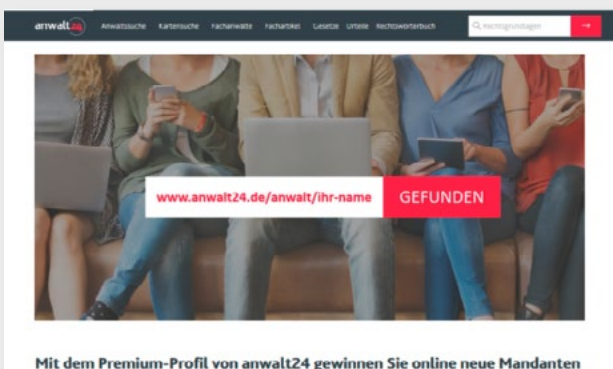 anwalt24
Anwaltssuche Kartensuche Fachanwälte Fachartikel Gesetze Urteile Rechtswörterbuch
www.anwalt24.de/anwalt/ihr-name GEFUNDEN
Mit dem Premium-Profil von anwalt24 gewinnen Sie online neue Mandanten